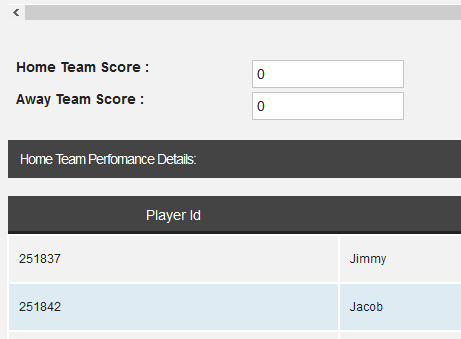 Home Team Score :
0
Away Team Score :
0
Home Team Perfomance Details:
Player Id
251837 Jimmy
251842 Jacob